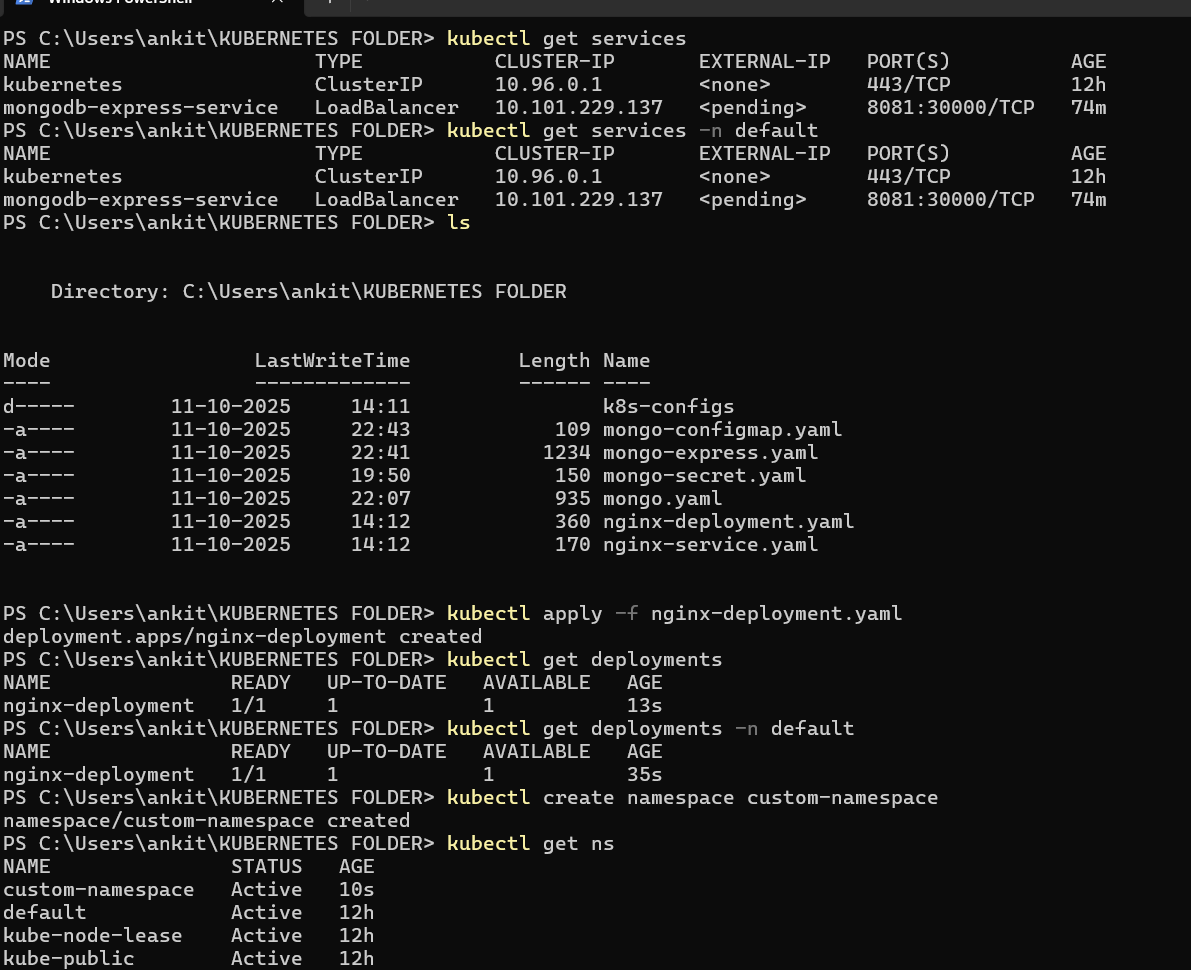 Windows PowerShell
PS C:\Users\ankit\KUBERNETES FOLDER> kubectl get services
NAME TYPE CLUSTER-IP EXTERNAL-IP PORT(S) AGE
kubernetes ClusterIP 10.96.0.1 <none> 443/TCP 12h
mongodb-express-service LoadBalancer 10.101.229.137 <pending> 8081:30000/TCP 74m
PS C:\Users\ankit\KUBERNETES FOLDER> kubectl get services -n default
NAME TYPE CLUSTER-IP EXTERNAL-IP PORT(S) AGE
kubernetes ClusterIP 10.96.0.1 <none> 443/TCP 12h
mongodb-express-service LoadBalancer 10.101.229.137 <pending> 8081:30000/TCP 74m
PS C:\Users\ankit\KUBERNETES FOLDER> ls
Directory: C:\Users\ankit\KUBERNETES FOLDER
Mode LastWriteTime Length Name
---- ------------- ------ ----
d----- 11-10-2025 14:11 k8s-configs
-a---- 11-10-2025 22:43 109 mongo-configmap.yaml
-a---- 11-10-2025 22:41 1234 mongo-express.yaml
-a---- 11-10-2025 19:50 150 mongo-secret.yaml
-a---- 11-10-2025 22:07 935 mongo.yaml
-a---- 11-10-2025 14:12 360 nginx-deployment.yaml
-a---- 11-10-2025 14:12 170 nginx-service.yaml
PS C:\Users\ankit\KUBERNETES FOLDER> kubectl apply -f nginx-deployment.yaml
deployment.apps/nginx-deployment created
PS C:\Users\ankit\KUBERNETES FOLDER> kubectl get deployments
NAME READY UP-TO-DATE AVAILABLE AGE
nginx-deployment 1/1 1 1 13s
PS C:\Users\ankit\KUBERNETES FOLDER> kubectl get deployments -n default
NAME READY UP-TO-DATE AVAILABLE AGE
nginx-deployment 1/1 1 1 35s
PS C:\Users\ankit\KUBERNETES FOLDER> kubectl create namespace custom-namespace
namespace/custom-namespace created
PS C:\Users\ankit\KUBERNETES FOLDER> kubectl get ns
NAME STATUS AGE
custom-namespace Active 10s
default Active 12h
kube-node-lease Active 12h
kube-public Active 12h